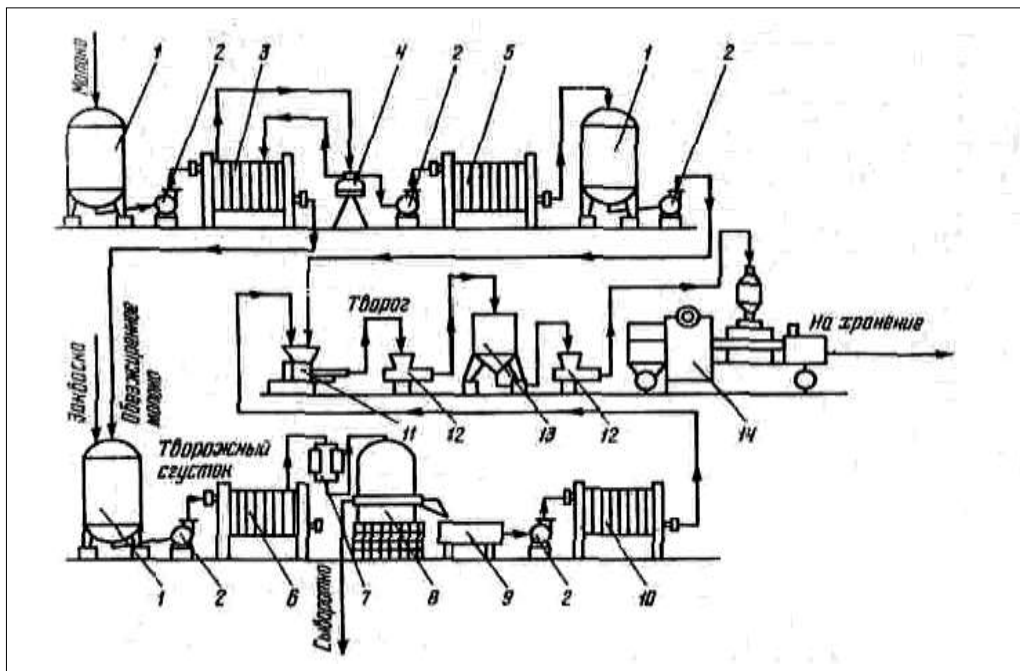 Молоко
1 2 3 4 2 5 1 2
Творог
На хранение
11 12 13 12 14
Закваска
Обезжиренное
молоко
Творожный
сгусток
1 2 6 7 8 9 2 10
Сыворотка